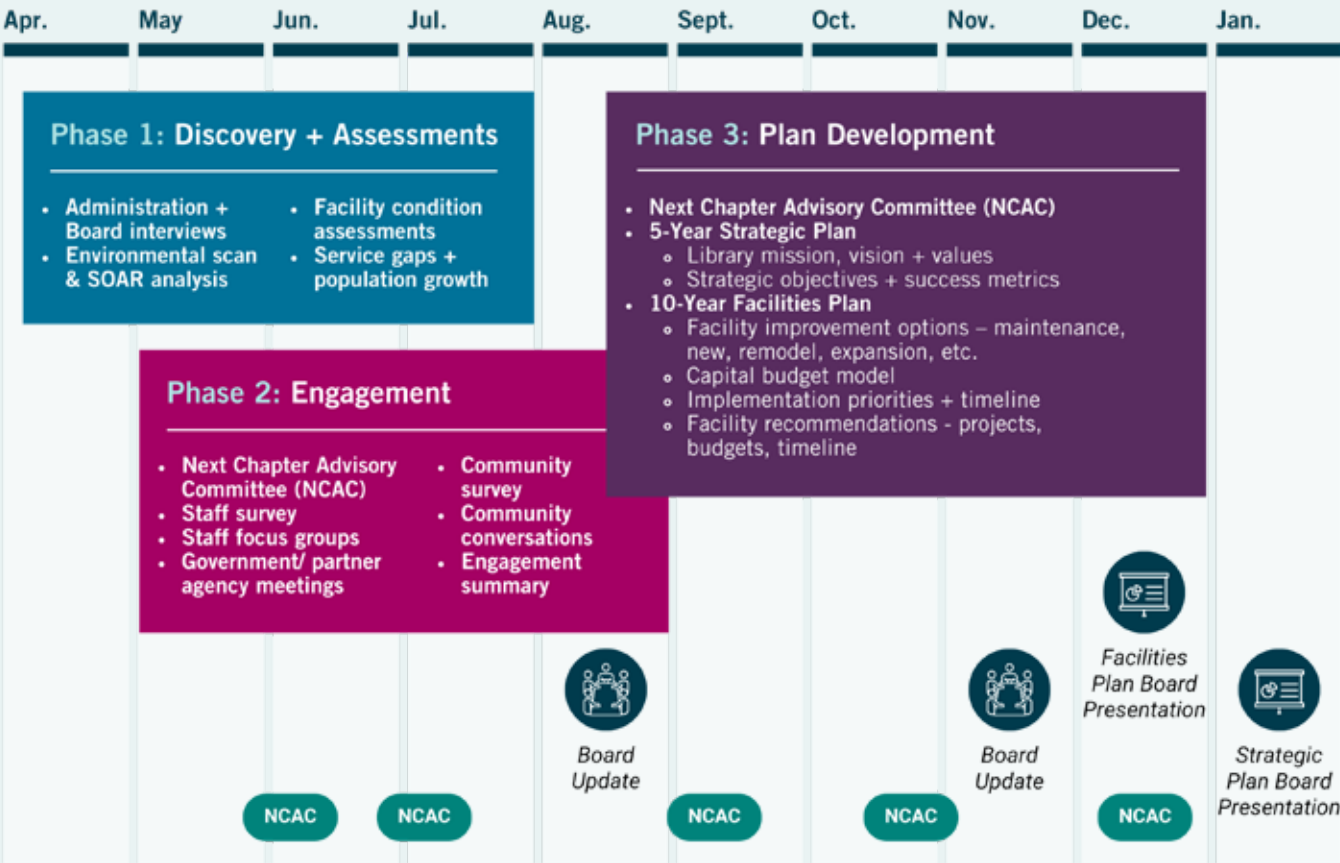 Apr. May Jun. Jul. Aug. Sept. Oct. Nov. Dec. Jan.
Phase 1: Discovery + Assessments
• Administration +
Board interviews
• Environmental scan
& SOAR analysis
• Facility condition
assessments
• Service gaps +
population growth
Phase 2: Engagement
• Next Chapter Advisory
Committee (NCAC)
• Staff survey
• Staff focus groups
• Government/ partner
agency meetings
• Community
survey
• Community
conversations
• Engagement
summary
Phase 3: Plan Development
• Next Chapter Advisory Committee (NCAC)
• 5-Year Strategic Plan
∘ Library mission, vision + values
∘ Strategic objectives + success metrics
• 10-Year Facilities Plan
∘ Facility improvement options – maintenance,
new, remodel, expansion, etc.
∘ Capital budget model
∘ Implementation priorities + timeline
∘ Facility recommendations - projects,
budgets, timeline
Board
Update
Board
Update
Facilities
Plan Board
Presentation
Strategic
Plan Board
Presentation
NCAC
NCAC
NCAC
NCAC
NCAC